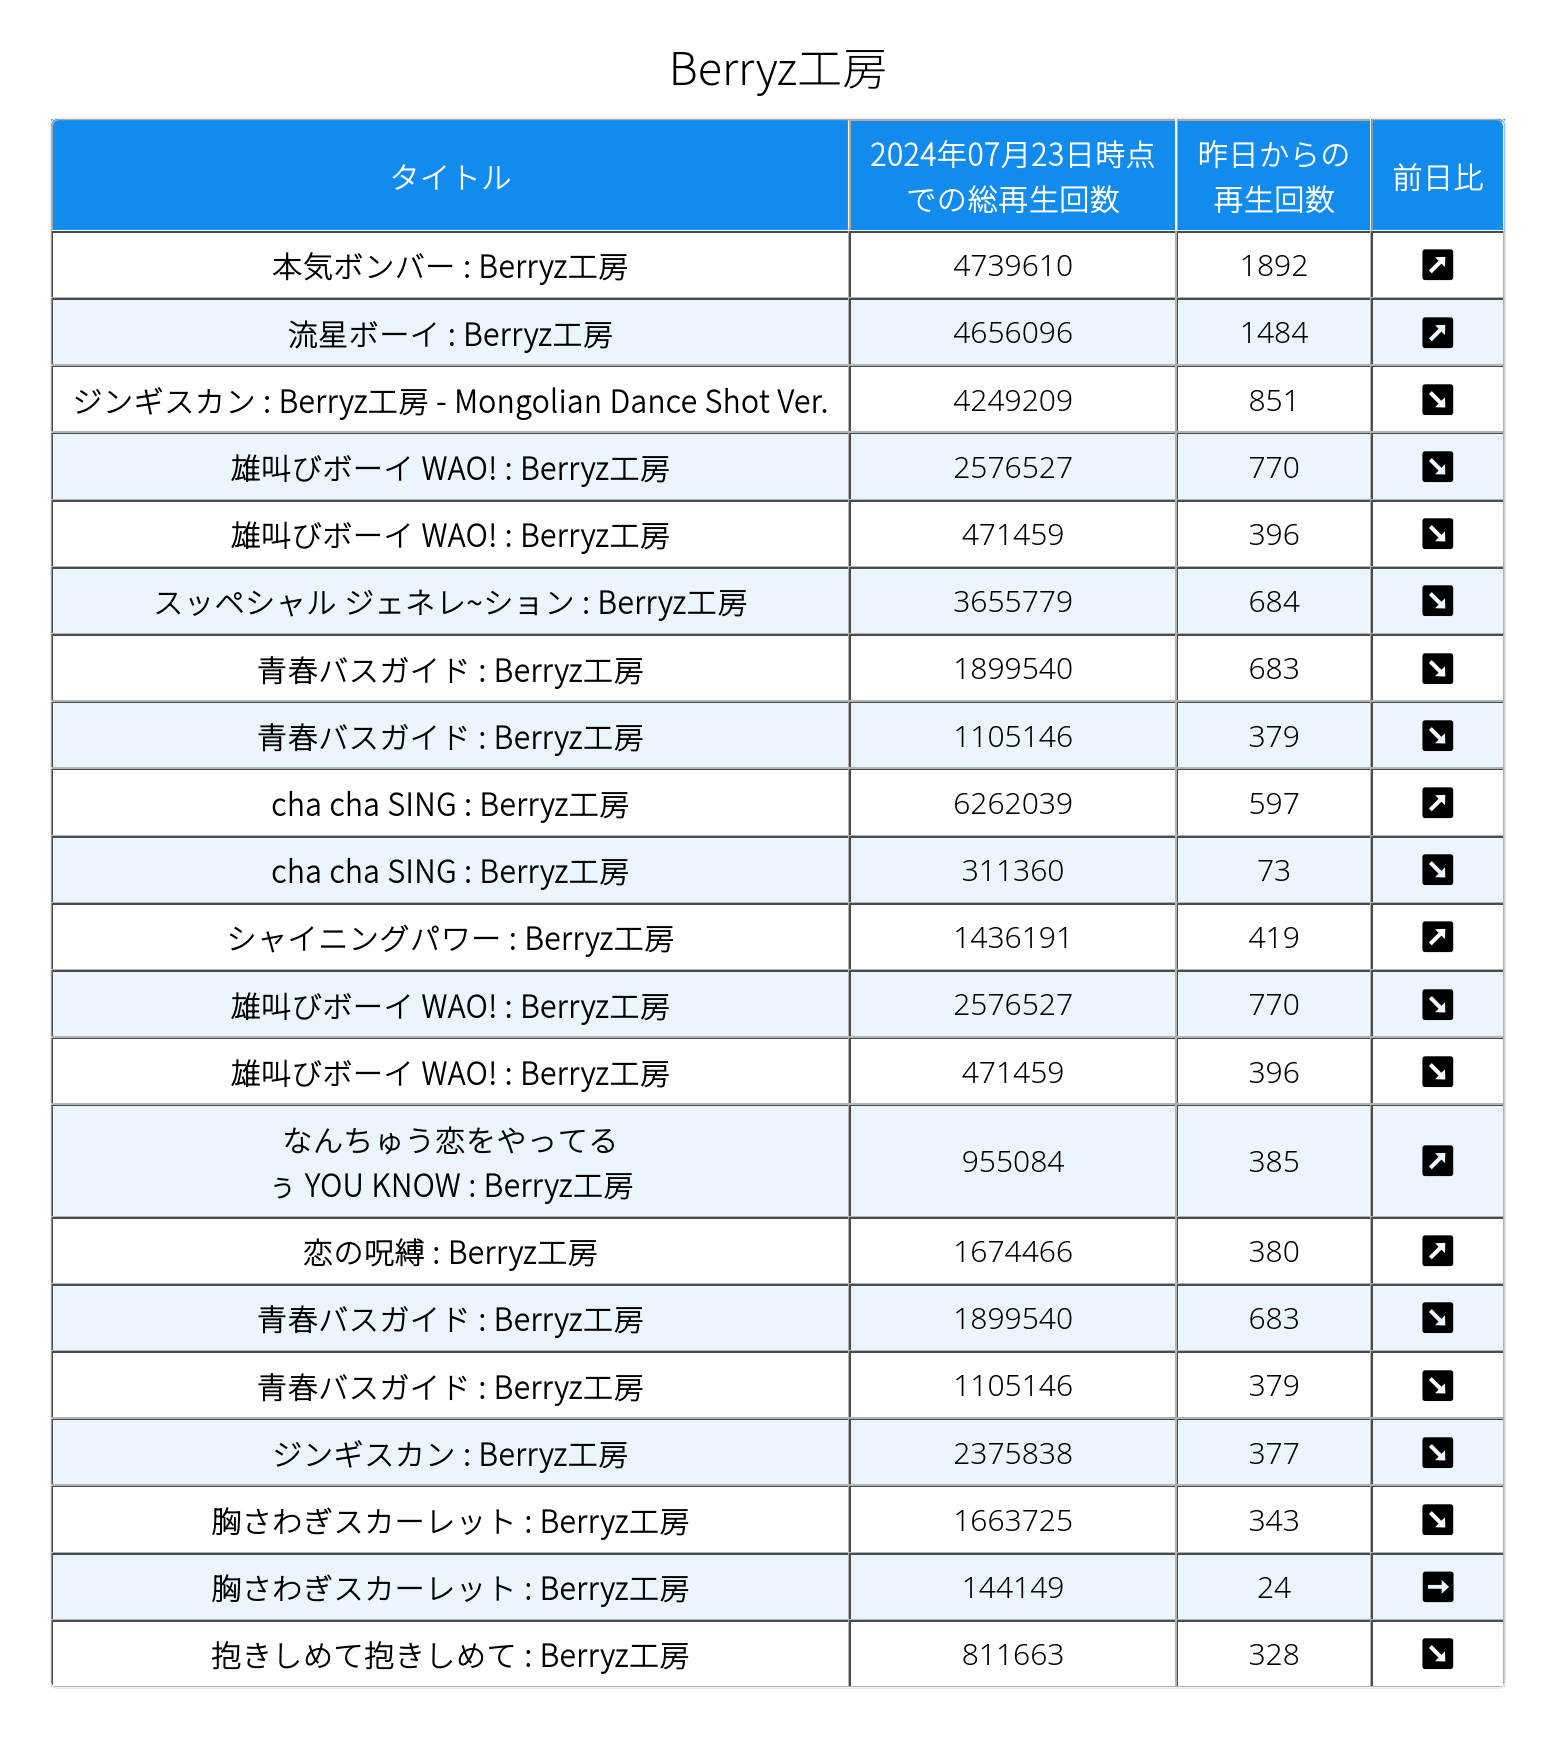 Berryz工房
タイトル 2024年07月23日時点での総再生回数 昨日からの再生回数 前日比
本気ボンバー : Berryz工房 4739610 1892
流星ボーイ : Berryz工房 4656096 1484
ジンギスカン : Berryz工房 - Mongolian Dance Shot Ver. 4249209 851
雄叫びボーイ WAO! : Berryz工房 2576527 770
雄叫びボーイ WAO! : Berryz工房 471459 396
スッペシャル ジェネレ~ション : Berryz工房 3655779 684
青春バスガイド : Berryz工房 1899540 683
青春バスガイド : Berryz工房 1105146 379
cha cha SING : Berryz工房 6262039 597
cha cha SING : Berryz工房 311360 73
シャイニングパワー : Berryz工房 1436191 419
雄叫びボーイ WAO! : Berryz工房 2576527 770
雄叫びボーイ WAO! : Berryz工房 471459 396
なんちゅう恋をやってる
ぅ YOU KNOW : Berryz工房 955084 385
恋の呪縛 : Berryz工房 1674466 380
青春バスガイド : Berryz工房 1899540 683
青春バスガイド : Berryz工房 1105146 379
ジンギスカン : Berryz工房 2375838 377
胸さわぎスカーレット : Berryz工房 1663725 343
胸さわぎスカーレット : Berryz工房 144149 24
抱きしめて抱きしめて : Berryz工房 811663 328